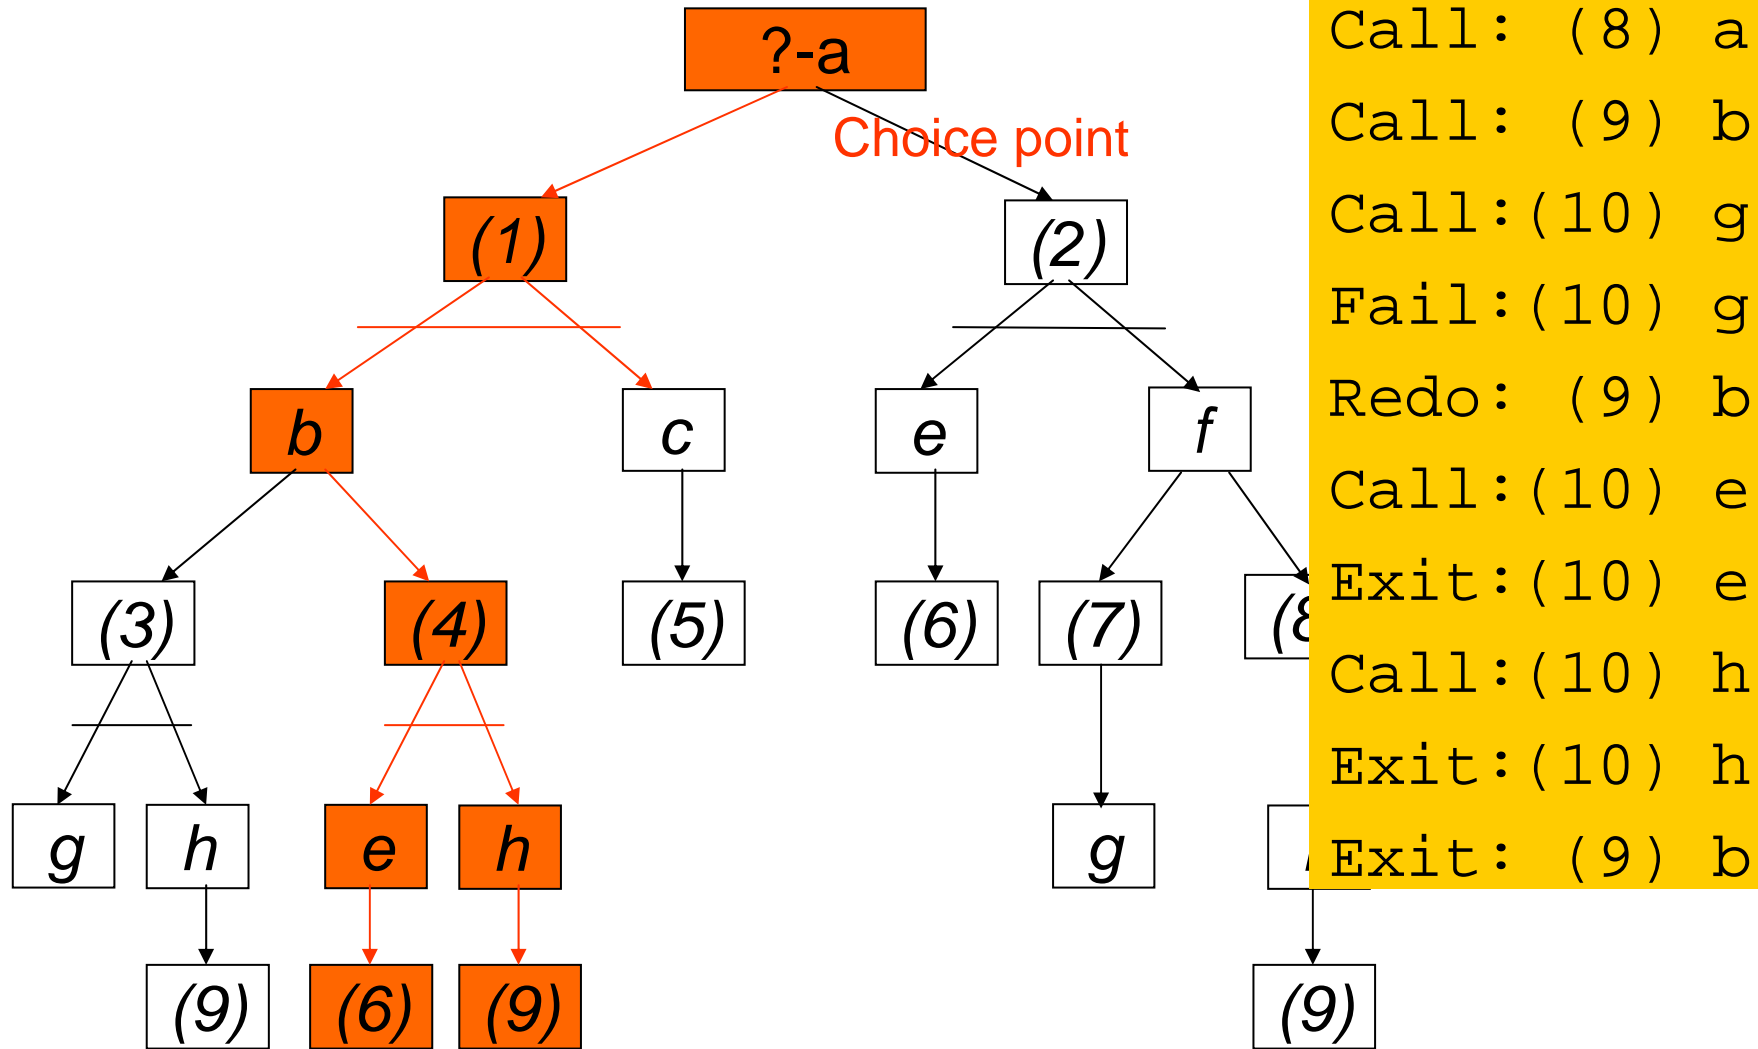 ?-a
Choice point
(1)
(2)
b
c
e
f
(3)
(4)
(5)
(6)
(7)
g
h
e
h
g
(9)
(6)
(9)
(9)
Call: (8) a
Call: (9) b
Call:(10) g
Fail:(10) g
Redo: (9) b
Call:(10) e
Exit:(10) e
Call:(10) h
Exit:(10) h
Exit: (9) b